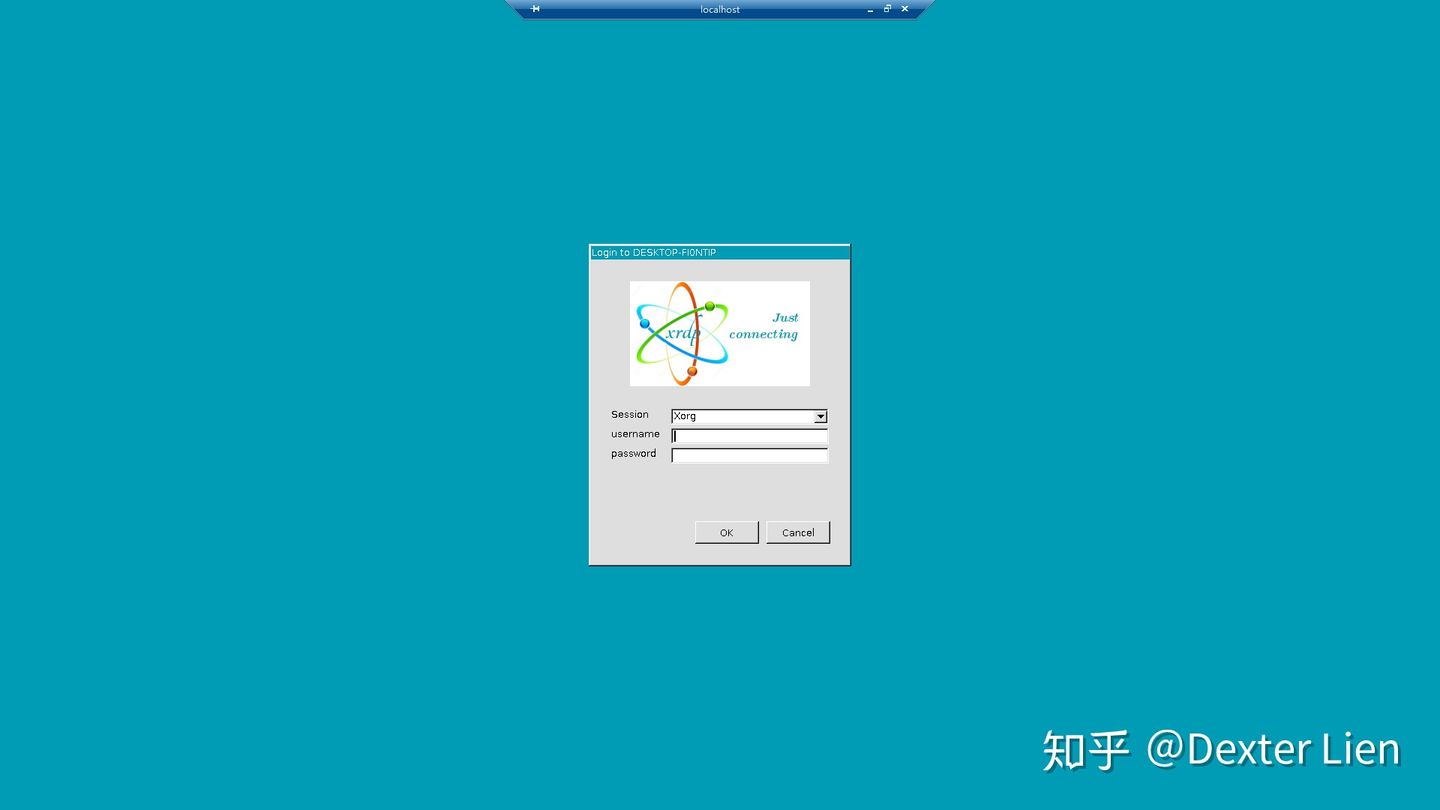 localhost
Login to DESKTOP-FI0NTIP
xrdp
Just
connecting
Session
Xorg
username
password
OK
Cancel
知乎 @Dexter Lien